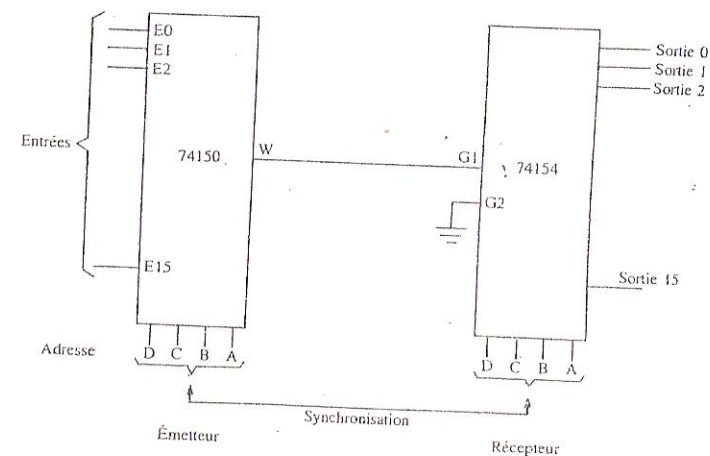 E0
E1
E2
Entrées
74150
W
E15
Adresse
D C B A
Émetteur
Synchronisation
G1
74154
G2
Sortie 0
Sortie 1
Sortie 2
Sortie 15
D C B A
Récepteur